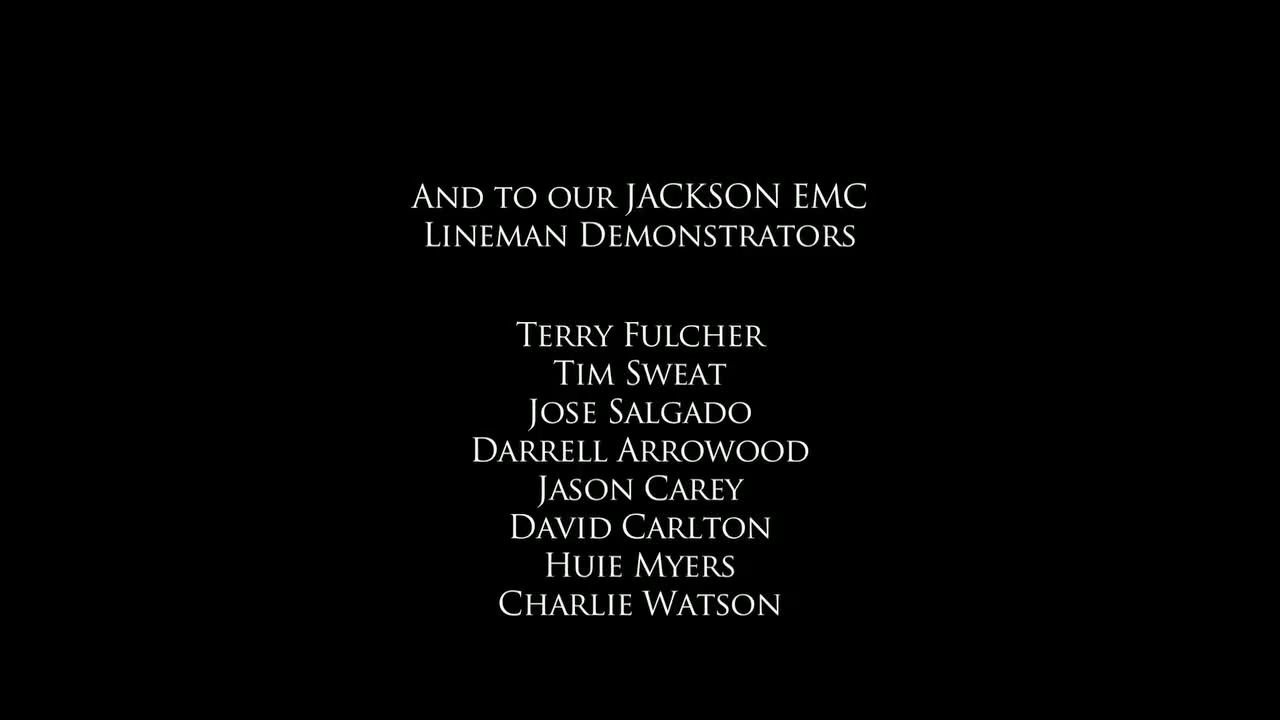 And to our JACKSON EMC
Lineman Demonstrators
Terry Fulcher
Tim Sweat
Jose Salgado
Darrell Arrowood
Jason Carey
David Carlton
Huie Myers
Charlie Watson